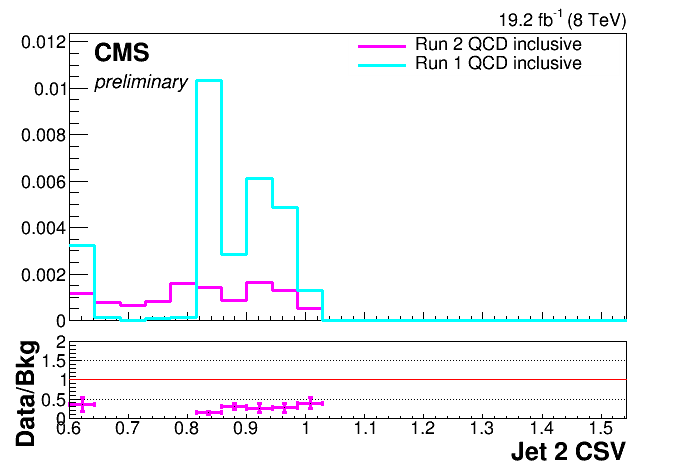 19.2 fb-1 (8 TeV)
CMS
preliminary
Run 2 QCD inclusive
Run 1 QCD inclusive
0.012
0.01
0.008
0.006
0.004
0.002
0
Data/Bkg
2
1.5
1
0.5
0
0.6 0.7 0.8 0.9 1 1.1 1.2 1.3 1.4 1.5
Jet 2 CSV